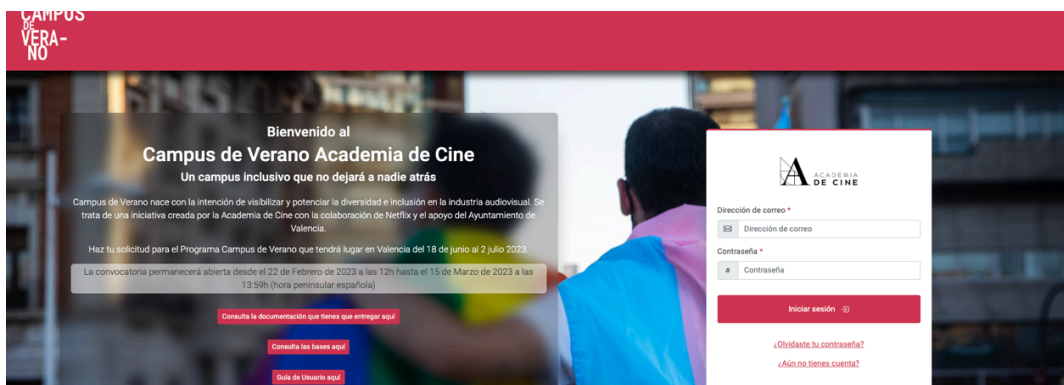 CAMPUS
DE
VERA-
NO
Bienvenido al
Campus de Verano Academia de Cine
Un campus inclusivo que no dejará a nadie atrás
Campus de Verano nace con la intención de visibilizar y potenciar la diversidad e inclusión en la industria audiovisual. Se
trata de una iniciativa creada por la Academia de Cine con la colaboración de Netflix y el apoyo del Ayuntamiento de
Valencia.
Haz tu solicitud para el Programa Campus de Verano que tendrá lugar en Valencia del 18 de junio al 2 julio 2023.
La convocatoria permanecerá abierta desde el 22 de Febrero de 2023 a las 12h hasta el 15 de Marzo de 2023 a las
13:59h (hora peninsular española)
Consulta la documentación que tienes que entregar aquí
Consulta las bases aquí
Guía de Usuario aquí
ACADEMIA
DE CINE
Dirección de correo *
Dirección de correo
Contraseña *
# Contraseña
Iniciar sesión
¿Olvidaste tu contraseña?
¿Aún no tienes cuenta?